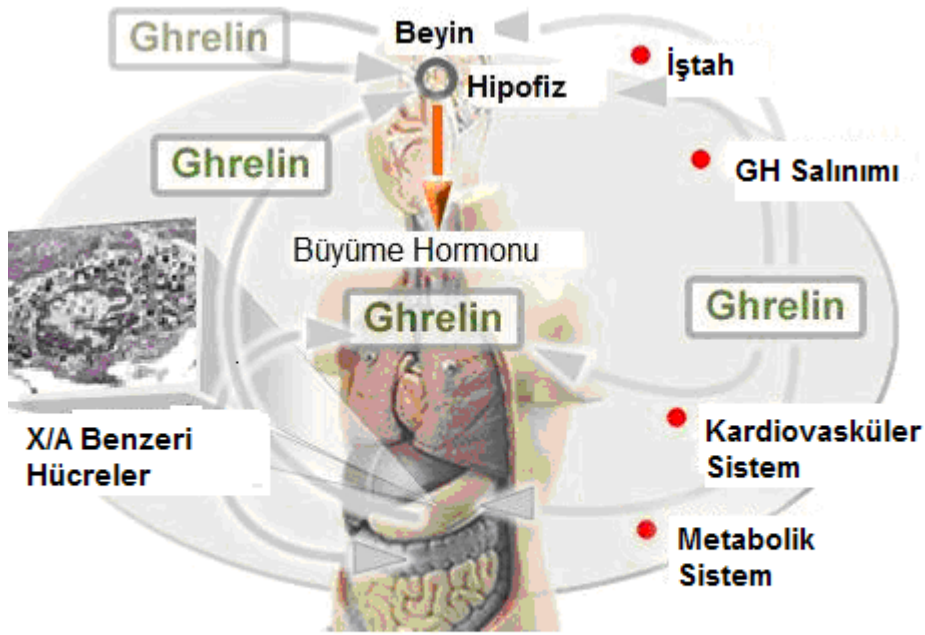 Ghrelin
Beyin
Hipofiz
İştah
Ghrelin
GH Salınımı
Büyüme Hormonu
Ghrelin
Ghrelin
X/A Benzeri
Hücreler
Kardiovasküler
Sistem
Metabolik
Sistem